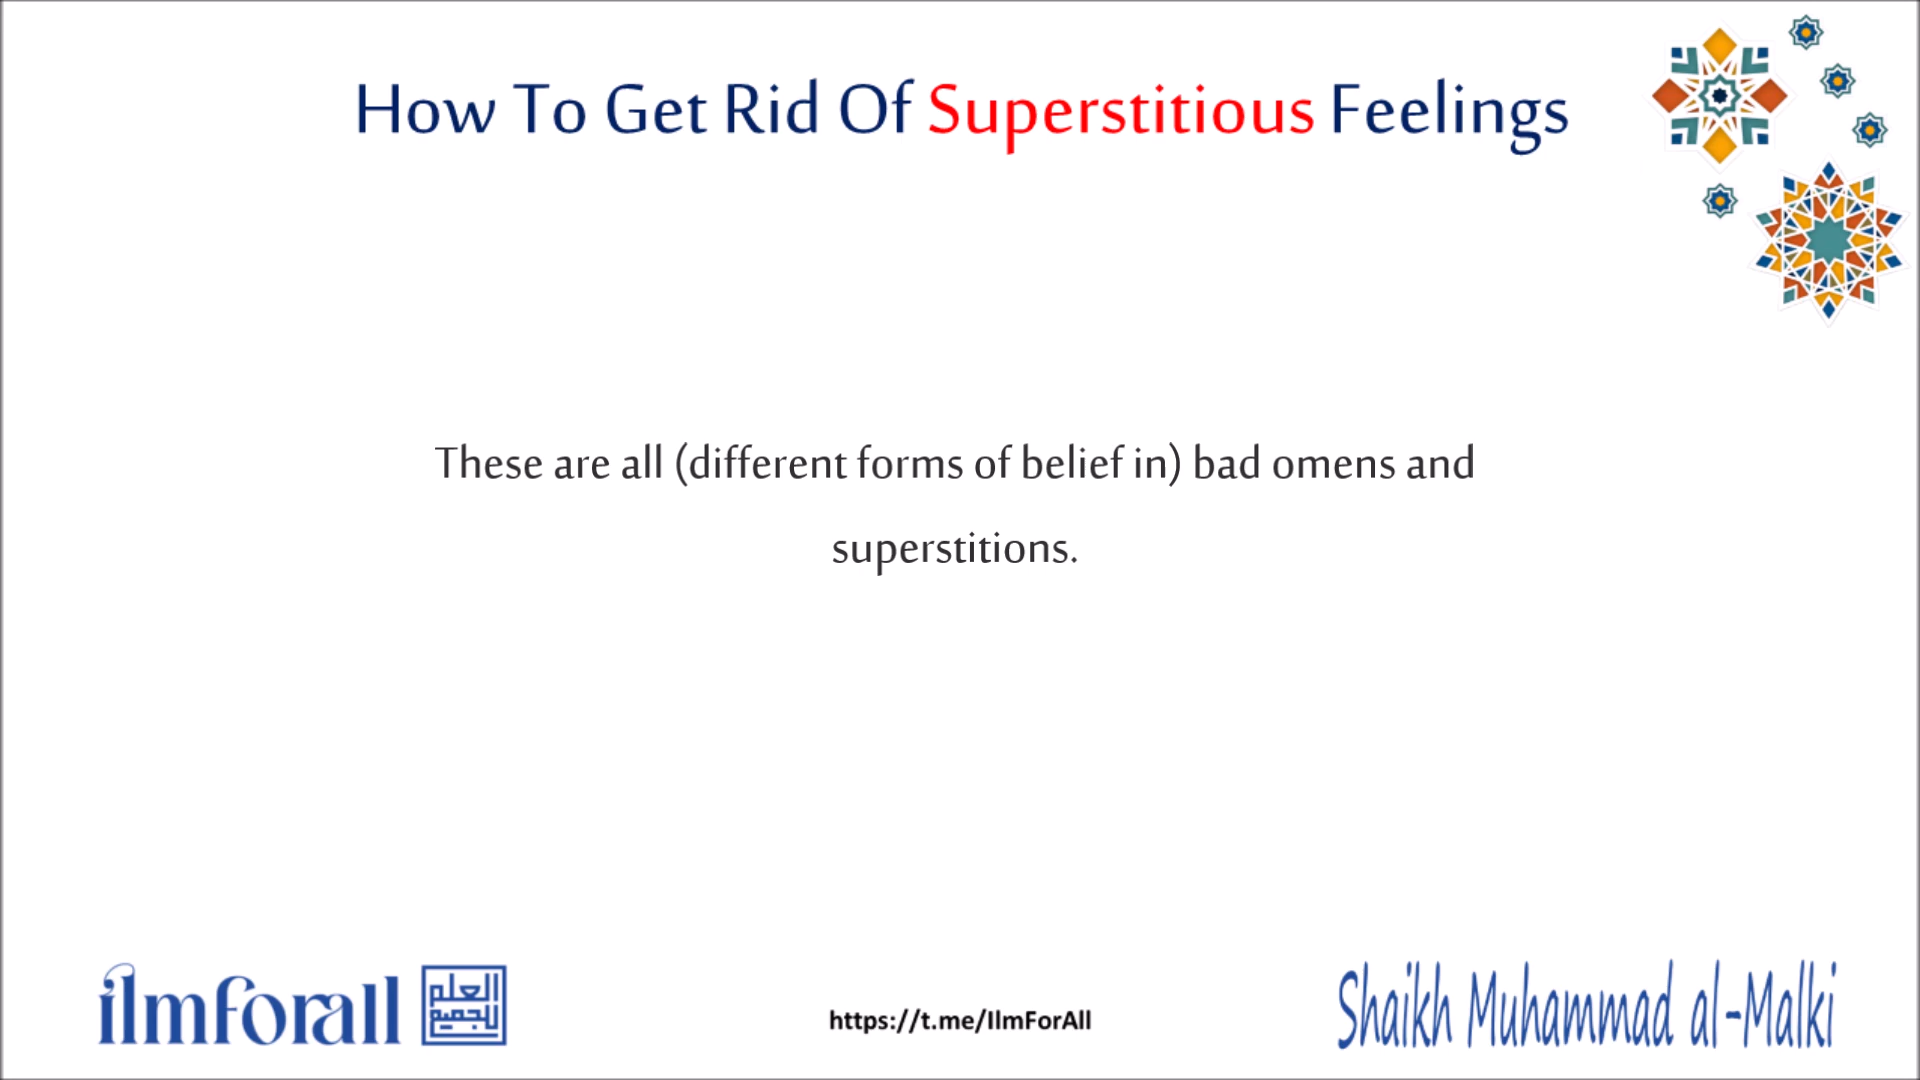 How To Get Rid Of Superstitious Feelings
These are all (different forms of belief in) bad omens and
superstitions.
ilmforall
العلم
للجميع
https://t.me/IlmForAll
Shaikh Muhammad al-Malki